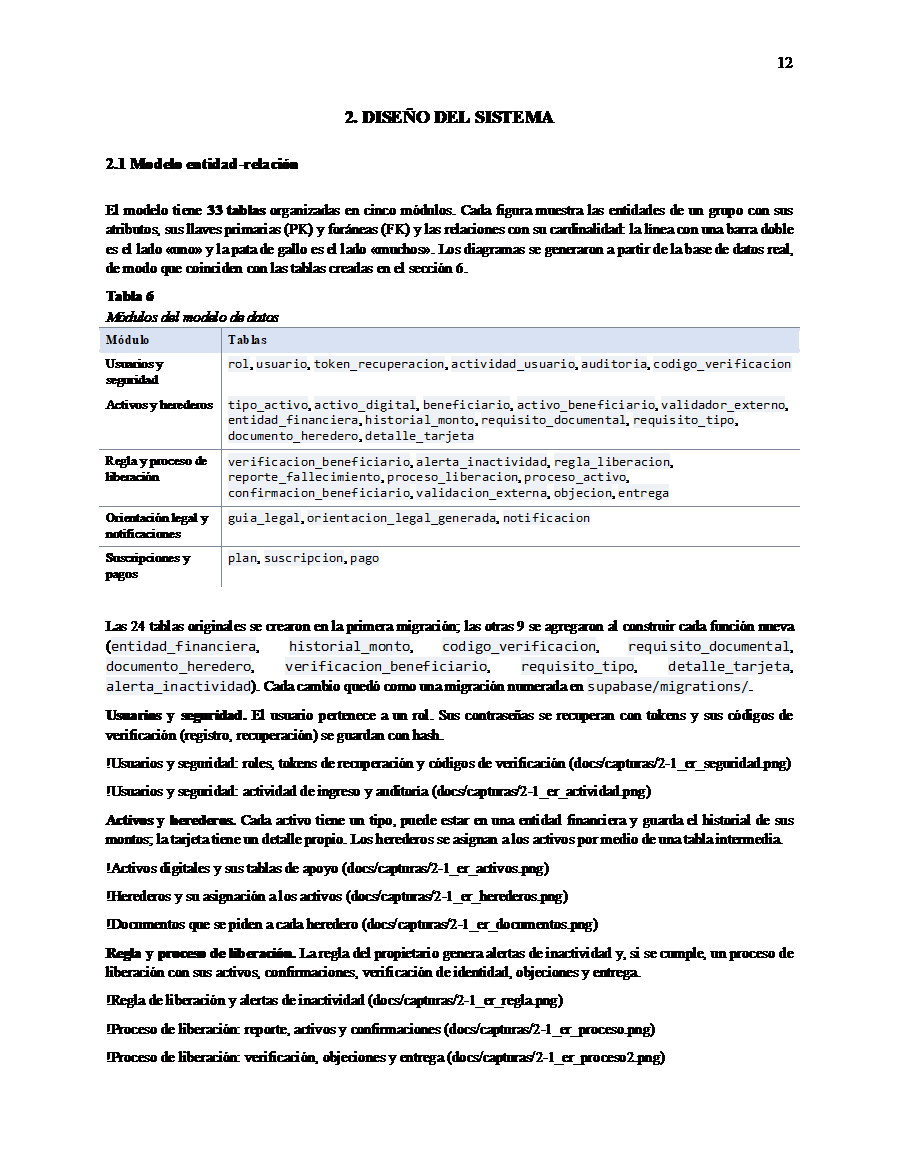 12
2. DISEÑO DEL SISTEMA
2.1 Modelo entidad-relación
El modelo tiene 33 tablas organizadas en cinco módulos. Cada figura muestra las entidades de un grupo con sus
atributos, sus llaves primarias (PK) y foráneas (FK) y las relaciones con su cardinalidad: la línea con una barra doble
es el lado «uno» y la pata de gallo es el lado «muchos». Los diagramas se generaron a partir de la base de datos real,
de modo que coinciden con las tablas creadas en el sección 6.
Tabla 6
Módulos del modelo de datos
Módulo Tablas
Usuarios y rol, usuario, token_recuperacion, actividad_usuario, auditoria, codigo_verificacion
seguridad
Activos y herederos tipo_activo, activo_digital, beneficiario, activo_beneficiario, validador_externo,
entidad_financiera, historial_monto, requisito_documental, requisito_tipo,
documento_heredero, detalle_tarjeta
Regla y proceso de verificacion_beneficiario, alerta_inactividad, regla_liberacion,
liberación reporte_fallecimiento, proceso_liberacion, proceso_activo,
confirmacion_beneficiario, validacion_externa, objecion, entrega
Orientación legal y guia_legal, orientacion_legal_generada, notificacion
notificaciones
Suscripciones y plan, suscripcion, pago
pagos
Las 24 tablas originales se crearon en la primera migración; las otras 9 se agregaron al construir cada función nueva
(entidad_financiera, historial_monto, codigo_verificacion, requisito_documental,
documento_heredero, verificacion_beneficiario, requisito_tipo, detalle_tarjeta,
alerta_inactividad). Cada cambio quedó como una migración numerada en supabase/migrations/.
Usuarios y seguridad. El usuario pertenece a un rol. Sus contraseñas se recuperan con tokens y sus códigos de
verificación (registro, recuperación) se guardan con hash.
!Usuarios y seguridad: roles, tokens de recuperación y códigos de verificación (docs/capturas/2-1_er_seguridad.png)
!Usuarios y seguridad: actividad de ingreso y auditoría (docs/capturas/2-1_er_actividad.png)
Activos y herederos. Cada activo tiene un tipo, puede estar en una entidad financiera y guarda el historial de sus
montos; la tarjeta tiene un detalle propio. Los herederos se asignan a los activos por medio de una tabla intermedia.
!Activos digitales y sus tablas de apoyo (docs/capturas/2-1_er_activos.png)
!Herederos y su asignación a los activos (docs/capturas/2-1_er_herederos.png)
!Documentos que se piden a cada heredero (docs/capturas/2-1_er_documentos.png)
Regla y proceso de liberación. La regla del propietario genera alertas de inactividad y, si se cumple, un proceso de
liberación con sus activos, confirmaciones, verificación de identidad, objeciones y entrega.
!Regla de liberación y alertas de inactividad (docs/capturas/2-1_er_regla.png)
!Proceso de liberación: reporte, activos y confirmaciones (docs/capturas/2-1_er_proceso.png)
!Proceso de liberación: verificación, objeciones y entrega (docs/capturas/2-1_er_proceso2.png)